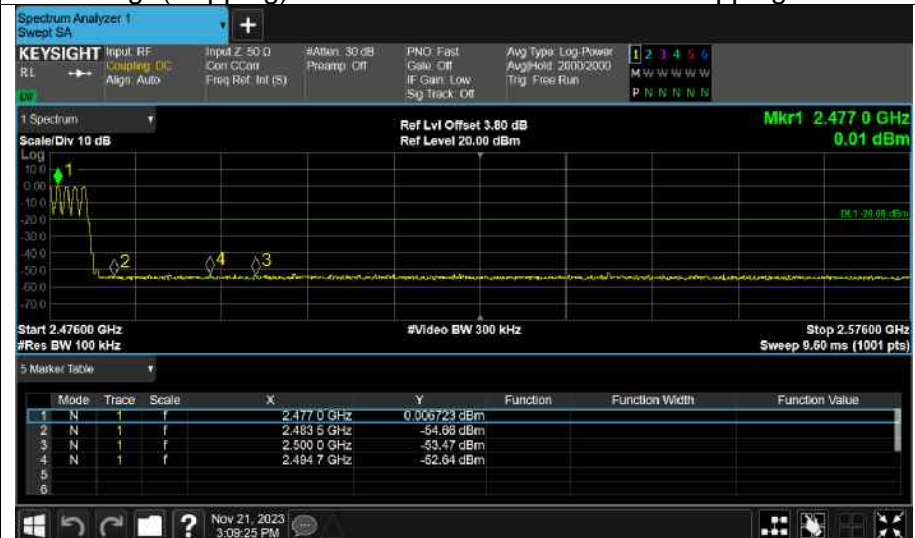 Spectrum Analyzer 1
Swept SA
+
KEYSIGHT Input: RF Input Z: 50 Ω #Atten: 30 dB PNO: Fast Avg Type: Log-Power 1 2 3 4 5 6
RL Coupling: DC Corr CCorr Preamp: Off Gate: Off Avg|Hold: 2000/2000 M W W W W W
Align: Auto Freq Ref: Int (S) IF Gain: Low Trig: Free Run
Sig Track: Off P N N N N N
1 Spectrum Ref Lvl Offset 3.80 dB Mkr1 2.477 0 GHz
Scale/Div 10 dB Ref Level 20.00 dBm 0.01 dBm
Log
10.0 1
0.00
-10.0
-20.0 DL1 -20.08 dBm
-30.0
-40.0 2 4 3
-50.0
-60.0
-70.0
Start 2.47600 GHz #Video BW 300 kHz Stop 2.57600 GHz
#Res BW 100 kHz Sweep 9.60 ms (1001 pts)
5 Marker Table
Mode Trace Scale X Y Function Function Width Function Value
1 N 1 f 2.477 0 GHz 0.006723 dBm
2 N 1 f 2.483 5 GHz -54.66 dBm
3 N 1 f 2.500 0 GHz -53.47 dBm
4 N 1 f 2.494 7 GHz -52.64 dBm
5
6
? Nov 21, 2023
3:09:25 PM